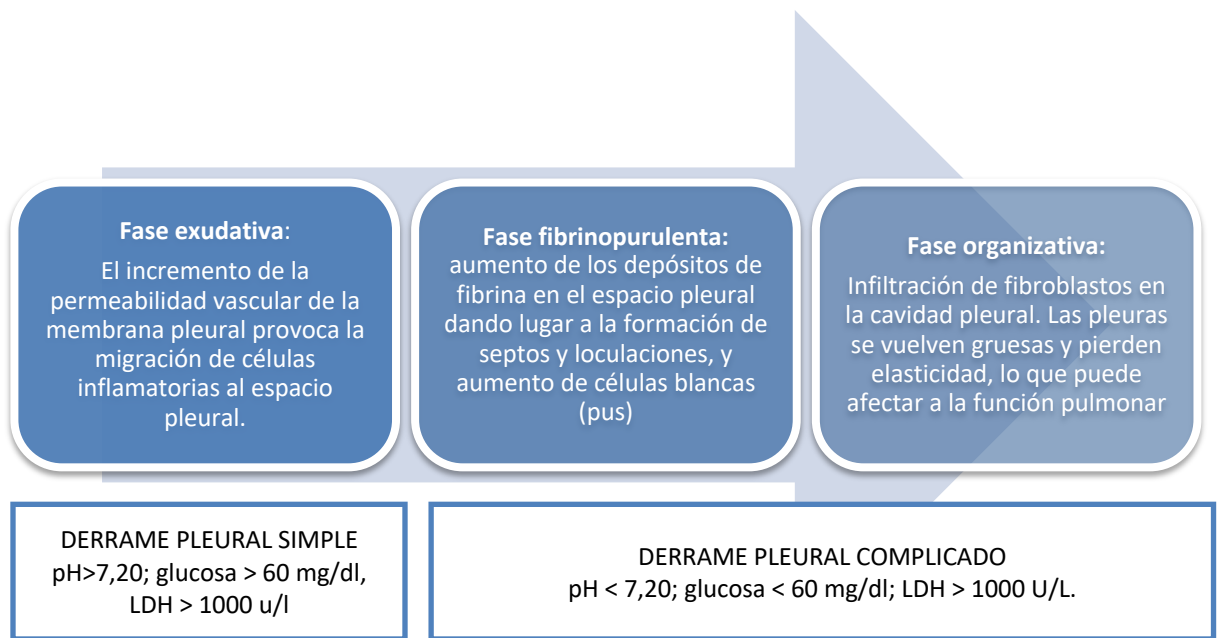 Fase exudativa:
El incremento de la
permeabilidad vascular de la
membrana pleural provoca la
migración de células
inflamatorias al espacio
pleural.
Fase fibrinopurulenta:
aumento de los depósitos de
fibrina en el espacio pleural
dando lugar a la formación de
septos y loculaciones, y
aumento de células blancas
(pus)
Fase organizativa:
Infiltración de fibroblastos en
la cavidad pleural. Las pleuras
se vuelven gruesas y pierden
elasticidad, lo que puede
afectar a la función pulmonar
DERRAME PLEURAL SIMPLE
pH>7,20; glucosa > 60 mg/dl,
LDH > 1000 u/l
DERRAME PLEURAL COMPLICADO
pH < 7,20; glucosa < 60 mg/dl; LDH > 1000 U/L.